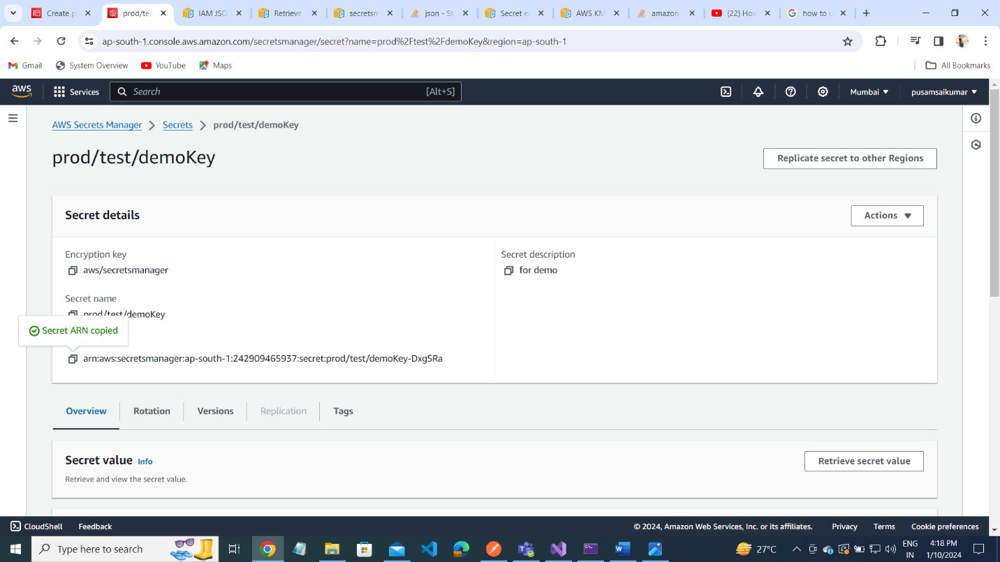 Create p
prod/tes
IAM JSO
Retrieve
secretsm
json - St
Secret e
AWS KM
amazon
(22) How
how to u
ap-south-1.console.aws.amazon.com/secretsmanager/secret?name=prod%2Ftest%2FdemoKey&region=ap-south-1
Gmail
System Overview
YouTube
Maps
All Bookmarks
aws
Services
Search
[Alt+S]
Mumbai
pusamsaikumar
AWS Secrets Manager
Secrets
prod/test/demoKey
prod/test/demoKey
Replicate secret to other Regions
Secret details
Actions
Encryption key
aws/secretsmanager
Secret description
for demo
Secret name
prod/test/demoKey
Secret ARN copied
arn:aws:secretsmanager:ap-south-1:242909465937:secret:prod/test/demoKey-DxgSRa
Overview
Rotation
Versions
Replication
Tags
Secret value Info
Retrieve secret value
Retrieve and view the secret value.
CloudShell
Feedback
© 2024, Amazon Web Services, Inc. or its affiliates.
Privacy
Terms
Cookie preferences
Type here to search
27°C
ENG
IN
4:18 PM
1/10/2024